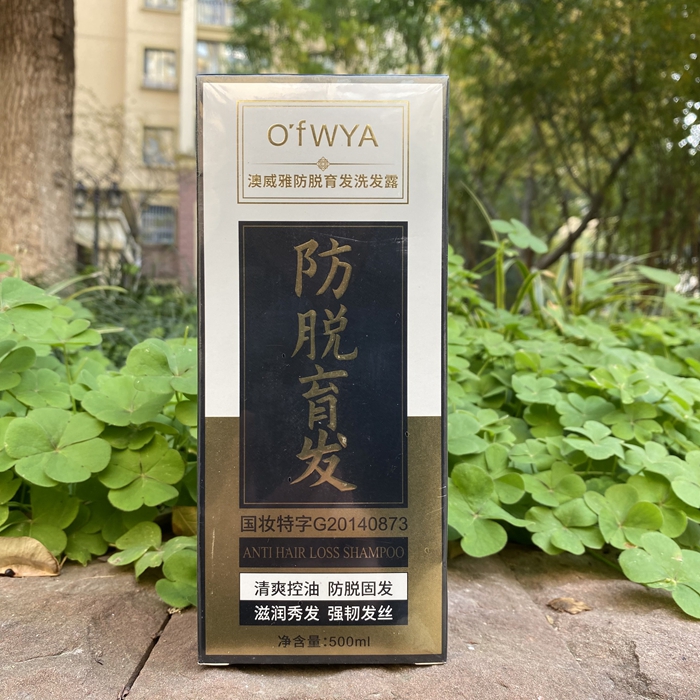 O'fWYA
澳威雅防脱育发洗发露
防脱育发
国妆特字G20140873
ANTI HAIR LOSS SHAMPOO
清爽控油 防脱固发
滋润秀发 强韧发丝
净含量:500ml